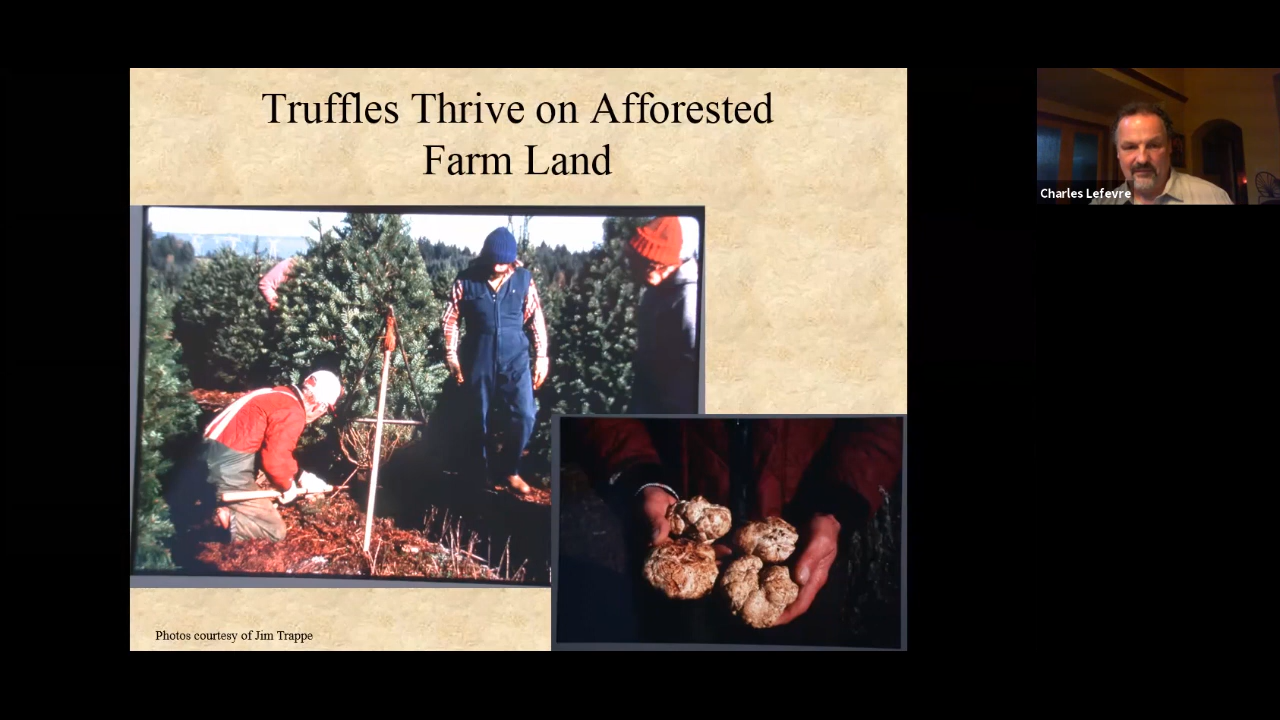 Truffles Thrive on Afforested
Farm Land
Charles Lefevre
Photos courtesy of Jim Trappe